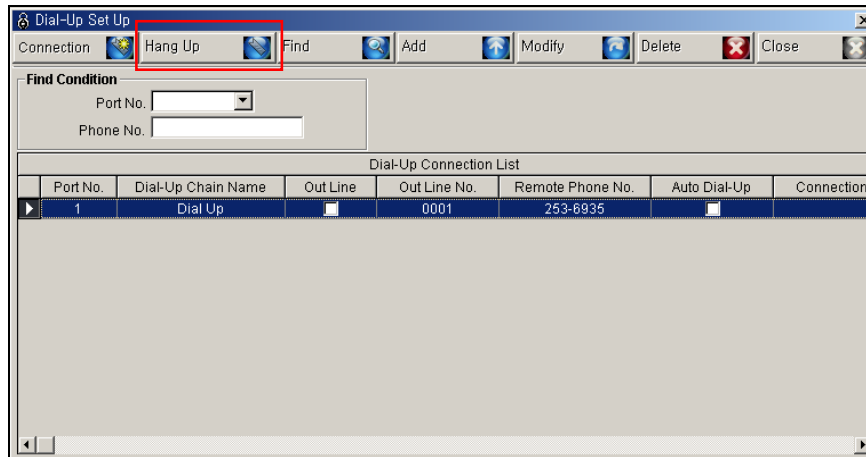 Dial-Up Set Up
Connection Hang Up Find Add Modify Delete Close
Find Condition
Port No.
Phone No.
Dial-Up Connection List
Port No. Dial-Up Chain Name Out Line Out Line No. Remote Phone No. Auto Dial-Up Connection
1 Dial Up 0001 253-6935